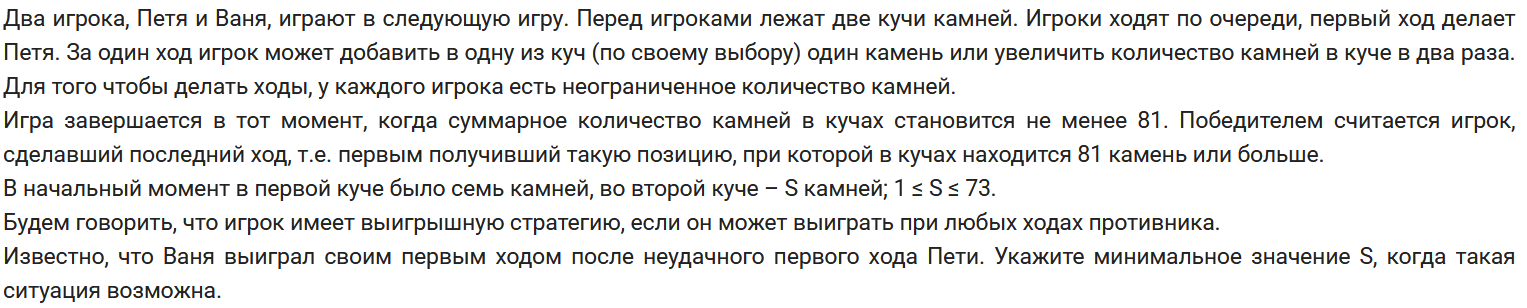 Два игрока, Петя и Ваня, играют в следующую игру. Перед игроками лежат две кучи камней. Игроки ходят по очереди, первый ход делает
Петя. За один ход игрок может добавить в одну из куч (по своему выбору) один камень или увеличить количество камней в куче в два раза.
Для того чтобы делать ходы, у каждого игрока есть неограниченное количество камней.
Игра завершается в тот момент, когда суммарное количество камней в кучах становится не менее 81. Победителем считается игрок,
сделавший последний ход, т.е. первым получивший такую позицию, при которой в кучах находится 81 камень или больше.
В начальный момент в первой куче было семь камней, во второй куче – S камней; 1 ≤ S ≤ 73.
Будем говорить, что игрок имеет выигрышную стратегию, если он может выиграть при любых ходах противника.
Известно, что Ваня выиграл своим первым ходом после неудачного первого хода Пети. Укажите минимальное значение S, когда такая
ситуация возможна.